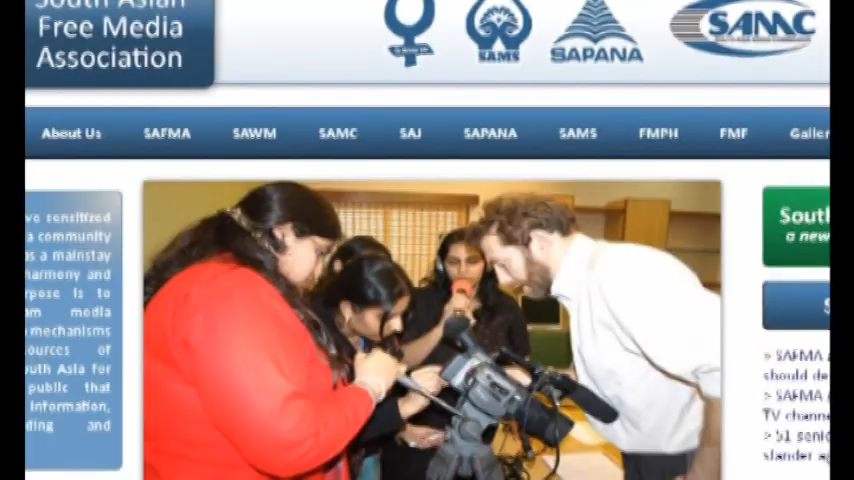 South Asian
Free Media
Association
SAMS
SAPANA
SAMC
About Us SAFMA SAWM SAMC SAJ SAPANA SAMS FMPH FMF Galler
ve sensitized
a community
as a mainstay
harmony and
rpose is to
om media
mechanisms
ources of
outh Asia for
public that
information,
ding and
South
a new
S
» SAFMA
should de
> SAFMA
TV channe
> 51 senio
slander ag